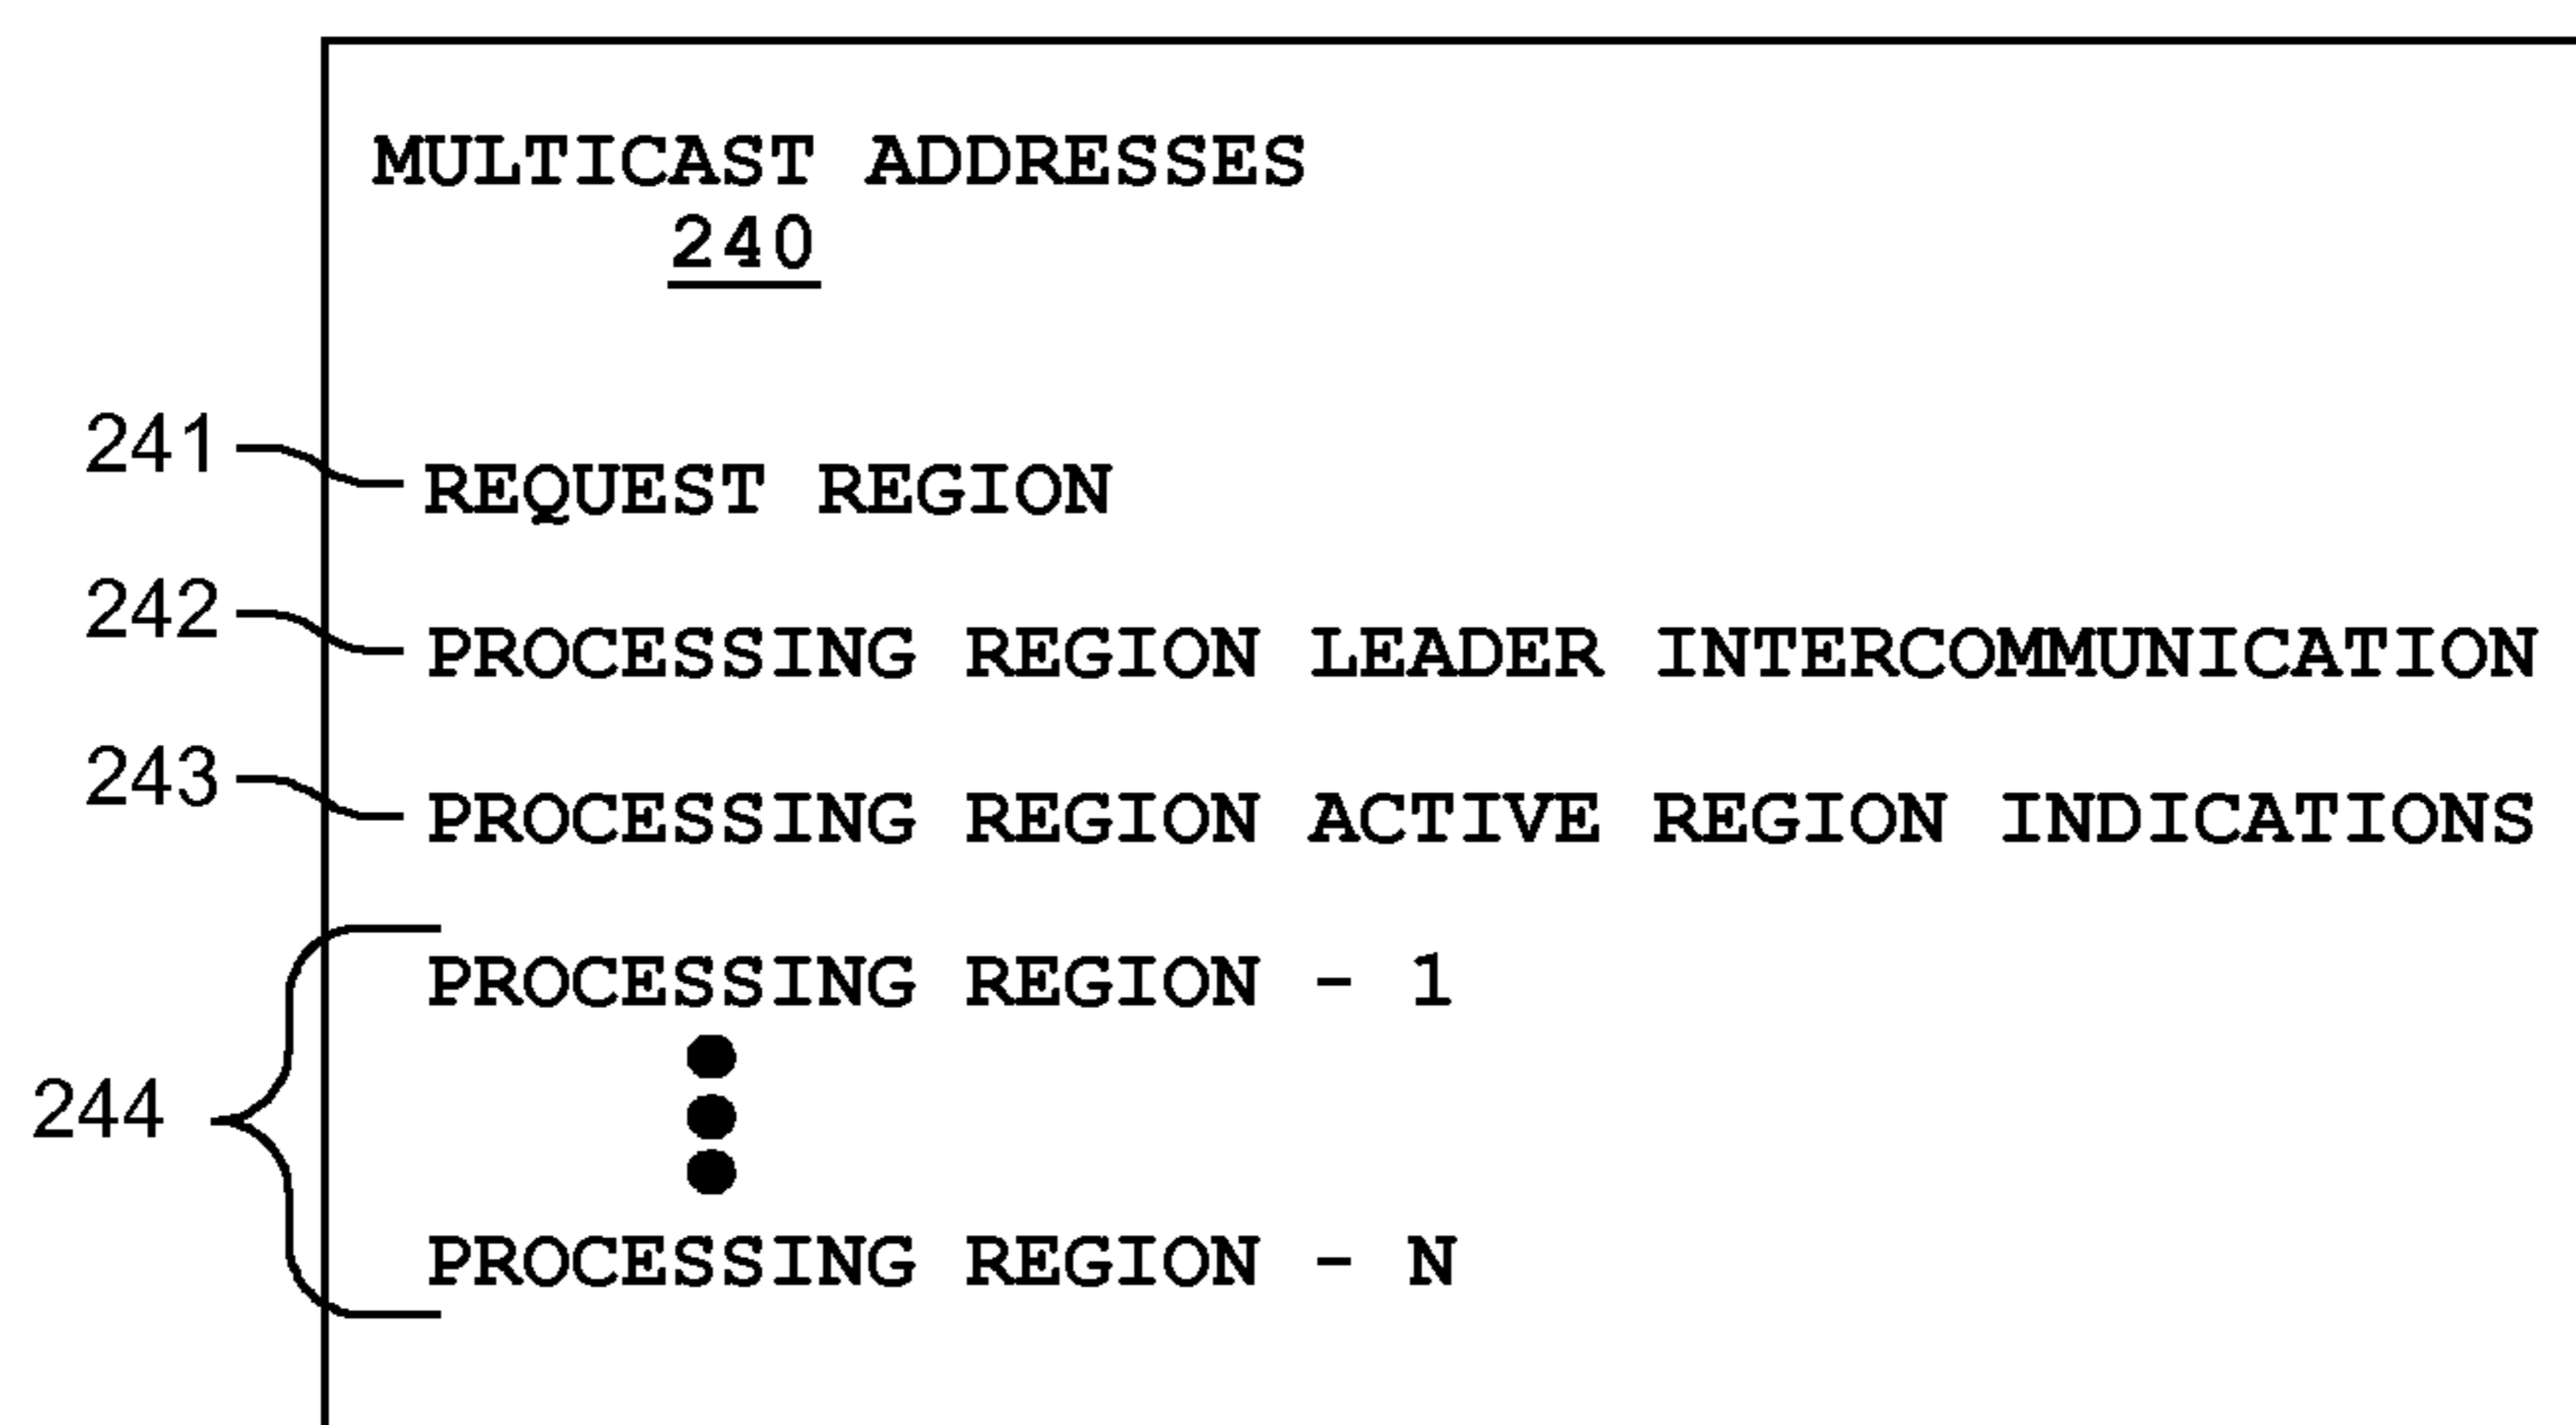 MULTICAST ADDRESSES
240
241 REQUEST REGION
242 PROCESSING REGION LEADER INTERCOMMUNICATION
243 PROCESSING REGION ACTIVE REGION INDICATIONS
PROCESSING REGION - 1
244
PROCESSING REGION - N